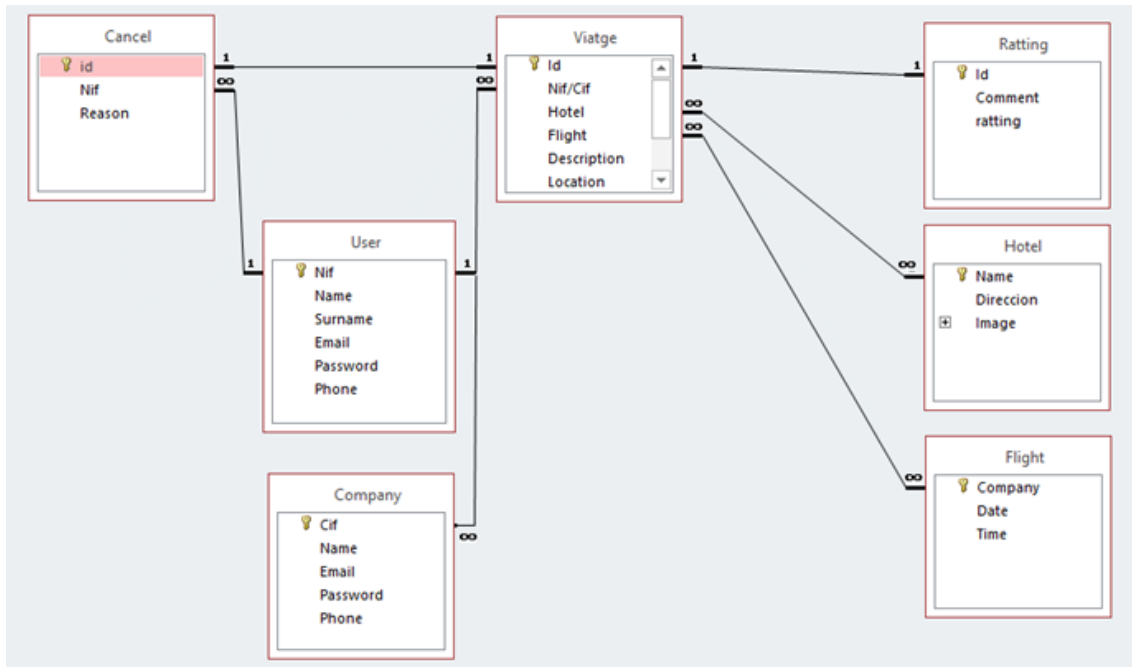 Cancel
id
Nif
Reason
1
∞
1
∞
Viatge
Id
Nif/Cif
Hotel
Flight
Description
Location
1
∞
∞
1
Ratting
Id
Comment
ratting
User
Nif
Name
Surname
Email
Password
Phone
1
1
∞
Hotel
Name
Direccion
Image
Company
Cif
Name
Email
Password
Phone
∞
∞
Flight
Company
Date
Time